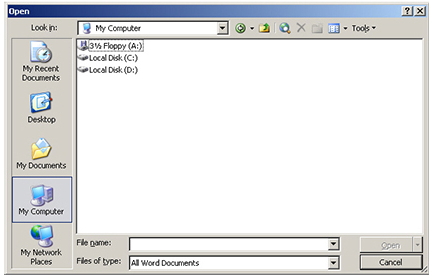 Open
Look in:
My Computer
Tools
3½ Floppy (A:)
Local Disk (C:)
Local Disk (D:)
My Recent
Documents
Desktop
My Documents
My Computer
My Network
Places
File name:
Open
Files of type:
All Word Documents
Cancel